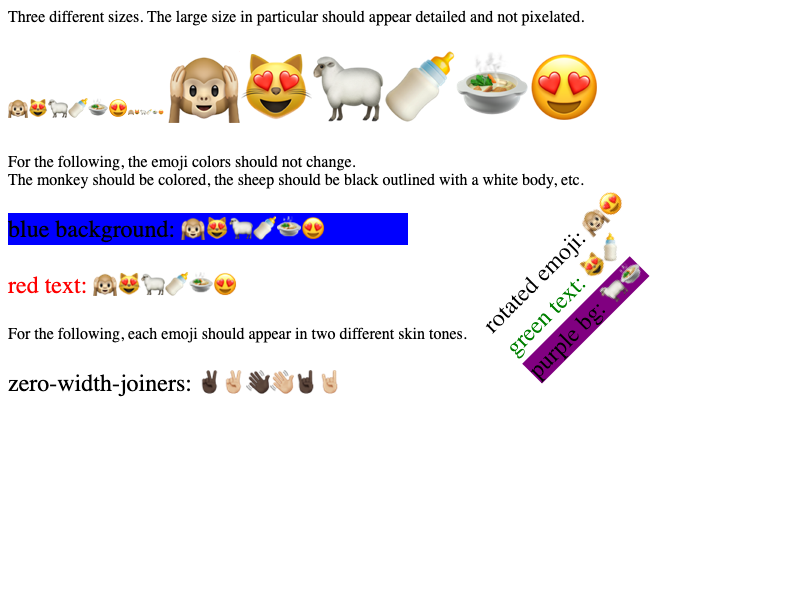 Three different sizes. The large size in particular should appear detailed and not pixelated.
🙉😻🐑🍼🍲😍🙉😻🐑🍼🍲😍🙉😻🐑🍼🍲😍
For the following, the emoji colors should not change.
The monkey should be colored, the sheep should be black outlined with a white body, etc.
blue background: 🙉😻🐑🍼🍲😍
red text: 🙉😻🐑🍼🍲😍
rotated emoji: 🙉😍
green text: 😻🍼
purple bg: 🐑🍲
For the following, each emoji should appear in two different skin tones.
zero-width-joiners: ✌🏿✌🏼👋🏿👋🏼🤘🏿🤘🏼